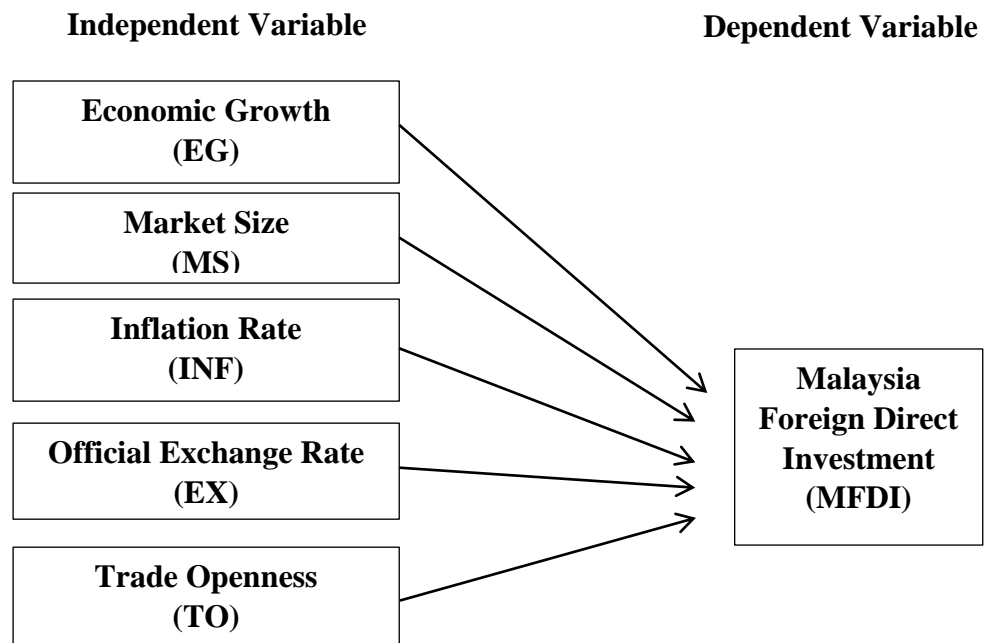 Independent Variable
Dependent Variable
Economic Growth
(EG)
Market Size
(MS)
Inflation Rate
(INF)
Official Exchange Rate
(EX)
Trade Openness
(TO)
Malaysia
Foreign Direct
Investment
(MFDI)